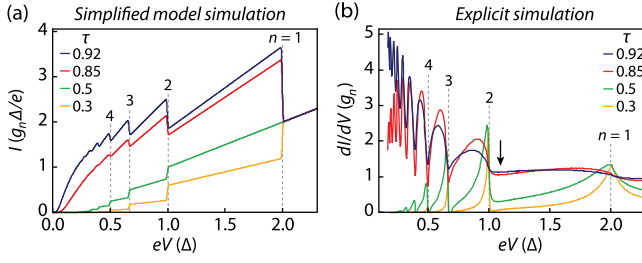 (a) Simplified model simulation
τ
0.92
0.85
0.5
0.3
n = 1
2
3
4
I (gnΔ/e)
4
3
2
1
0
0.0 0.5 1.0 1.5 2.0
eV (Δ)
(b) Explicit simulation
τ
0.92
0.85
0.5
0.3
4
3
2
n = 1
dI/dV (gn)
5
4
3
2
1
0
0.0 0.5 1.0 1.5 2.0
eV (Δ)